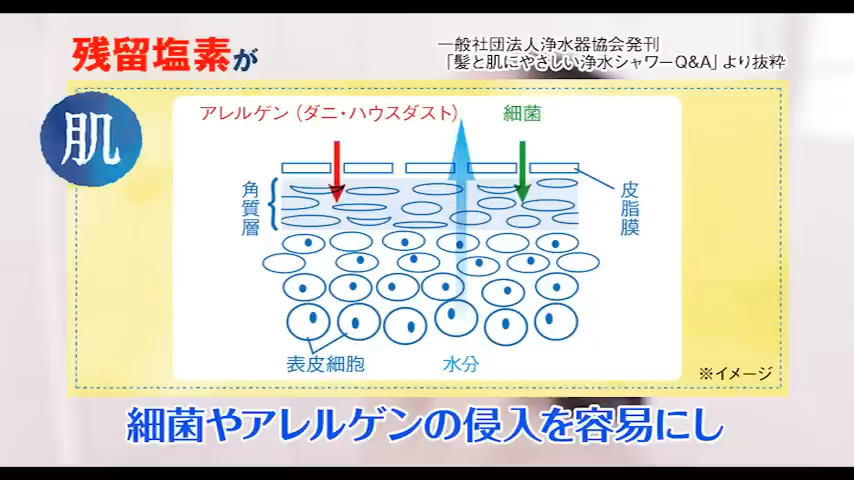 残留塩素が
一般社団法人浄水器協会発刊
「髪と肌にやさしい浄水シャワーQ&A」より抜粋
肌
アレルゲン（ダニ・ハウスダスト）
細菌
角質層
皮脂膜
表皮細胞
水分
※イメージ
細菌やアレルゲンの侵入を容易にし